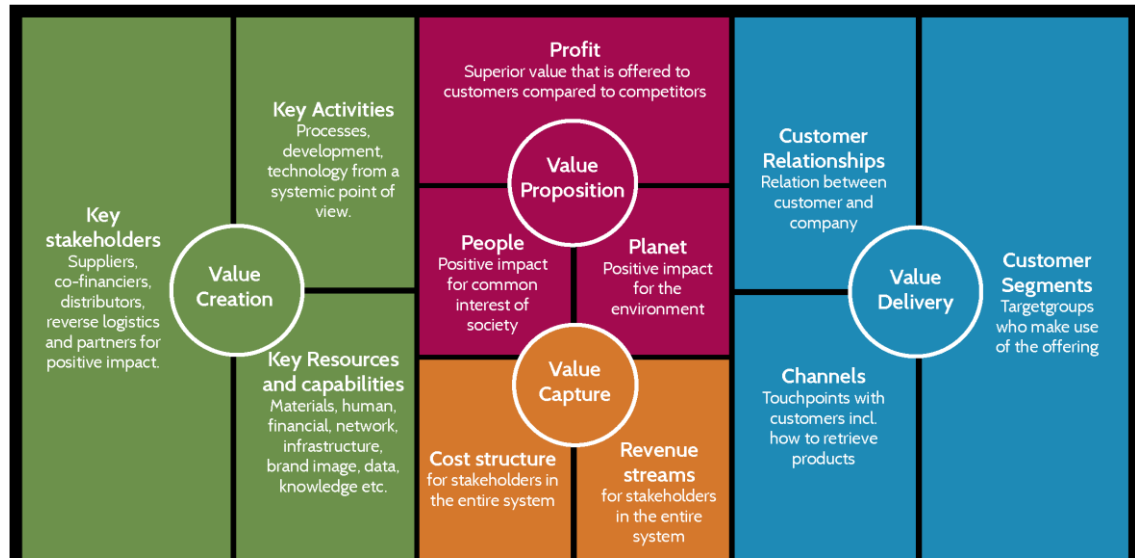 Key
stakeholders
Suppliers,
co-financiers,
distributors,
reverse logistics
and partners for
positive impact.
Value
Creation
Key Activities
Processes,
development,
technology from a
systemic point of
view.
Key Resources
and capabilities
Materials, human,
financial, network,
infrastructure,
brand image, data,
knowledge etc.
Profit
Superior value that is offered to
customers compared to competitors
Value
Proposition
People
Positive impact
for common
interest of
society
Planet
Positive impact
for the
environment
Value
Capture
Cost structure
for stakeholders in
the entire system
Revenue
streams
for stakeholders
in the entire
system
Customer
Relationships
Relation between
customer and
company
Value
Delivery
Channels
Touchpoints with
customers incl.
how to retrieve
products
Customer
Segments
Targetgroups
who make use
of the offering